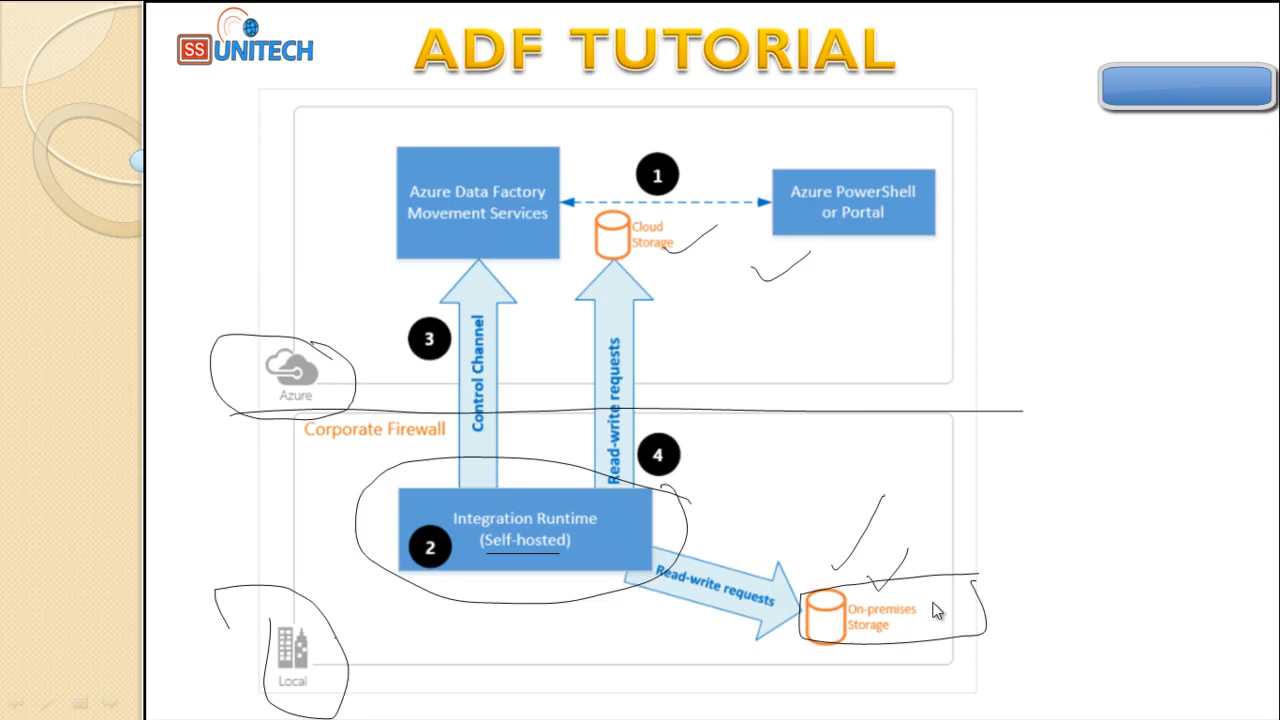 SS UNITECH
ADF TUTORIAL
1
Azure Data Factory
Movement Services
Azure PowerShell
or Portal
Cloud
Storage
3
Control Channel
Read-write requests
Azure
Corporate Firewall
4
Integration Runtime
(Self-hosted)
2
Read-write requests
On-premises
Storage
Local